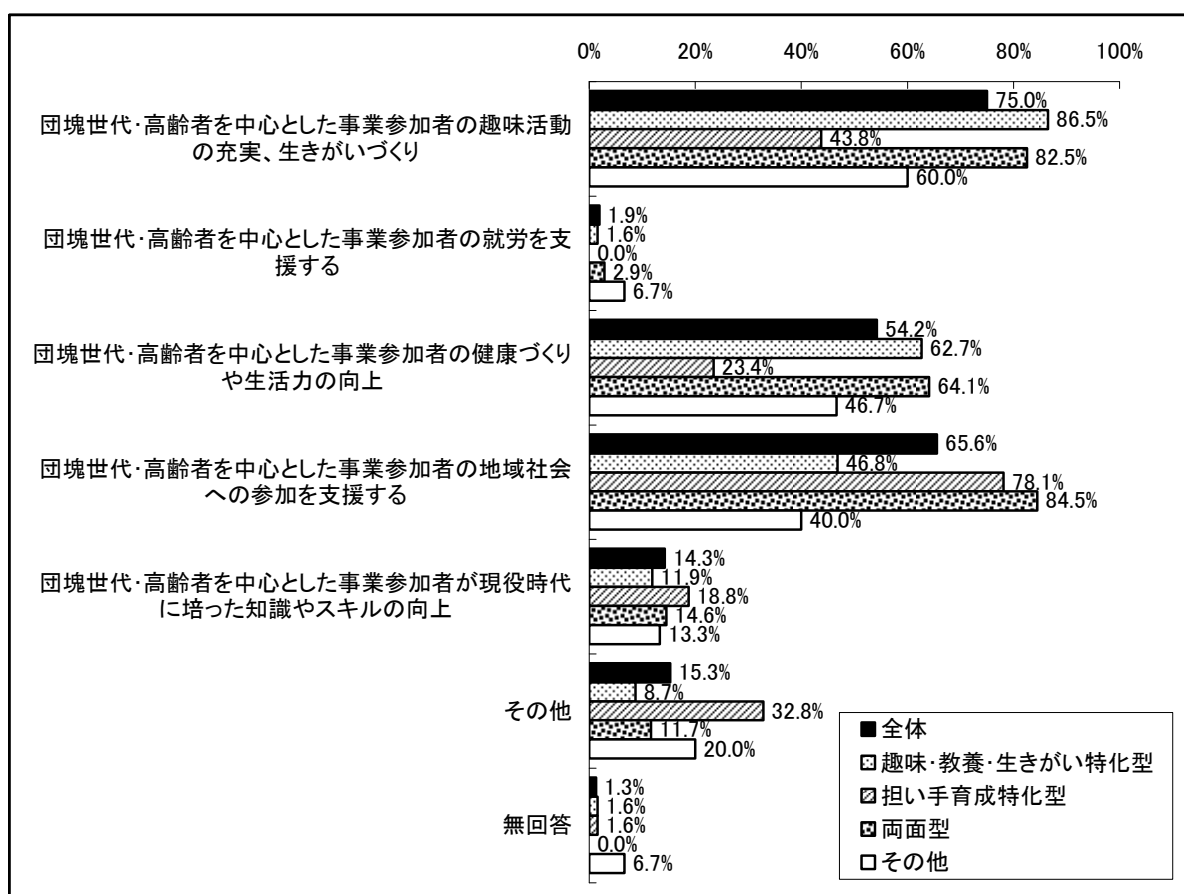 0% 20% 40% 60% 80% 100%
団塊世代・高齢者を中心とした事業参加者の趣味活動
の充実、生きがいづくり
75.0%
86.5%
43.8%
82.5%
60.0%
団塊世代・高齢者を中心とした事業参加者の就労を支
援する
1.9%
1.6%
0.0%
2.9%
6.7%
団塊世代・高齢者を中心とした事業参加者の健康づくり
や生活力の向上
54.2%
62.7%
23.4%
64.1%
46.7%
団塊世代・高齢者を中心とした事業参加者の地域社会
への参加を支援する
65.6%
46.8%
78.1%
84.5%
40.0%
団塊世代・高齢者を中心とした事業参加者が現役時代
に培った知識やスキルの向上
14.3%
11.9%
18.8%
14.6%
13.3%
その他
15.3%
8.7%
32.8%
11.7%
20.0%
無回答
1.3%
1.6%
1.6%
0.0%
6.7%
全体
趣味・教養・生きがい特化型
担い手育成特化型
両面型
その他